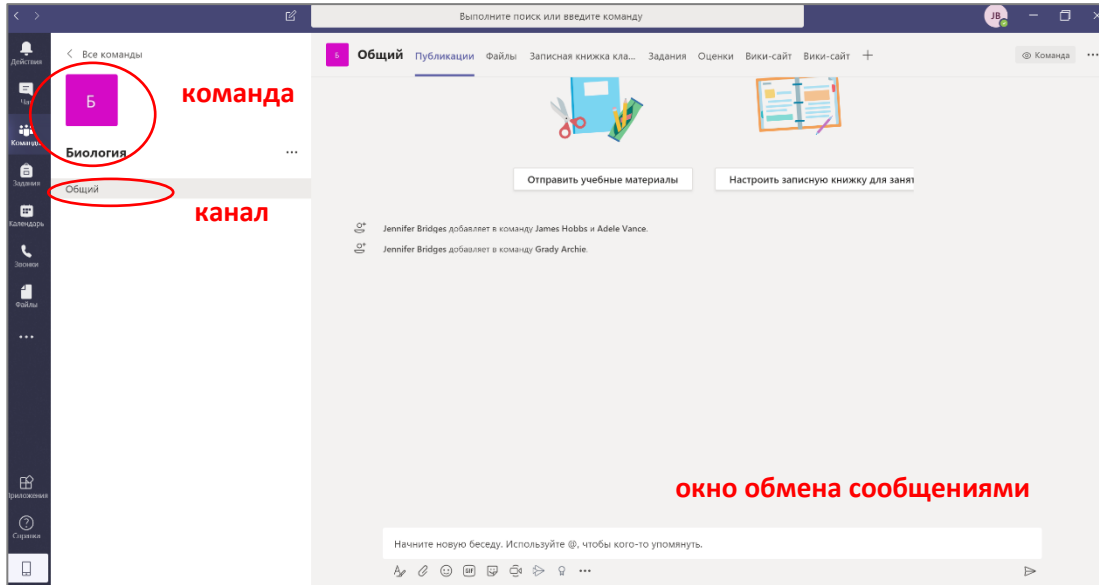 Выполните поиск или введите команду
JB
Действия
Чат
Команды
Задания
Календарь
Звонки
Файлы
Приложения
Справка
Все команды
Б
команда
Биология
Общий
канал
Б
Общий Публикации Файлы Записная книжка кла... Задания Оценки Вики-сайт Вики-сайт
Команда
Отправить учебные материалы
Настроить записную книжку для занят
Jennifer Bridges добавляет в команду James Hobbs и Adele Vance.
Jennifer Bridges добавляет в команду Grady Archie.
окно обмена сообщениями
Начните новую беседу. Используйте @, чтобы кого-то упомянуть.
GIF